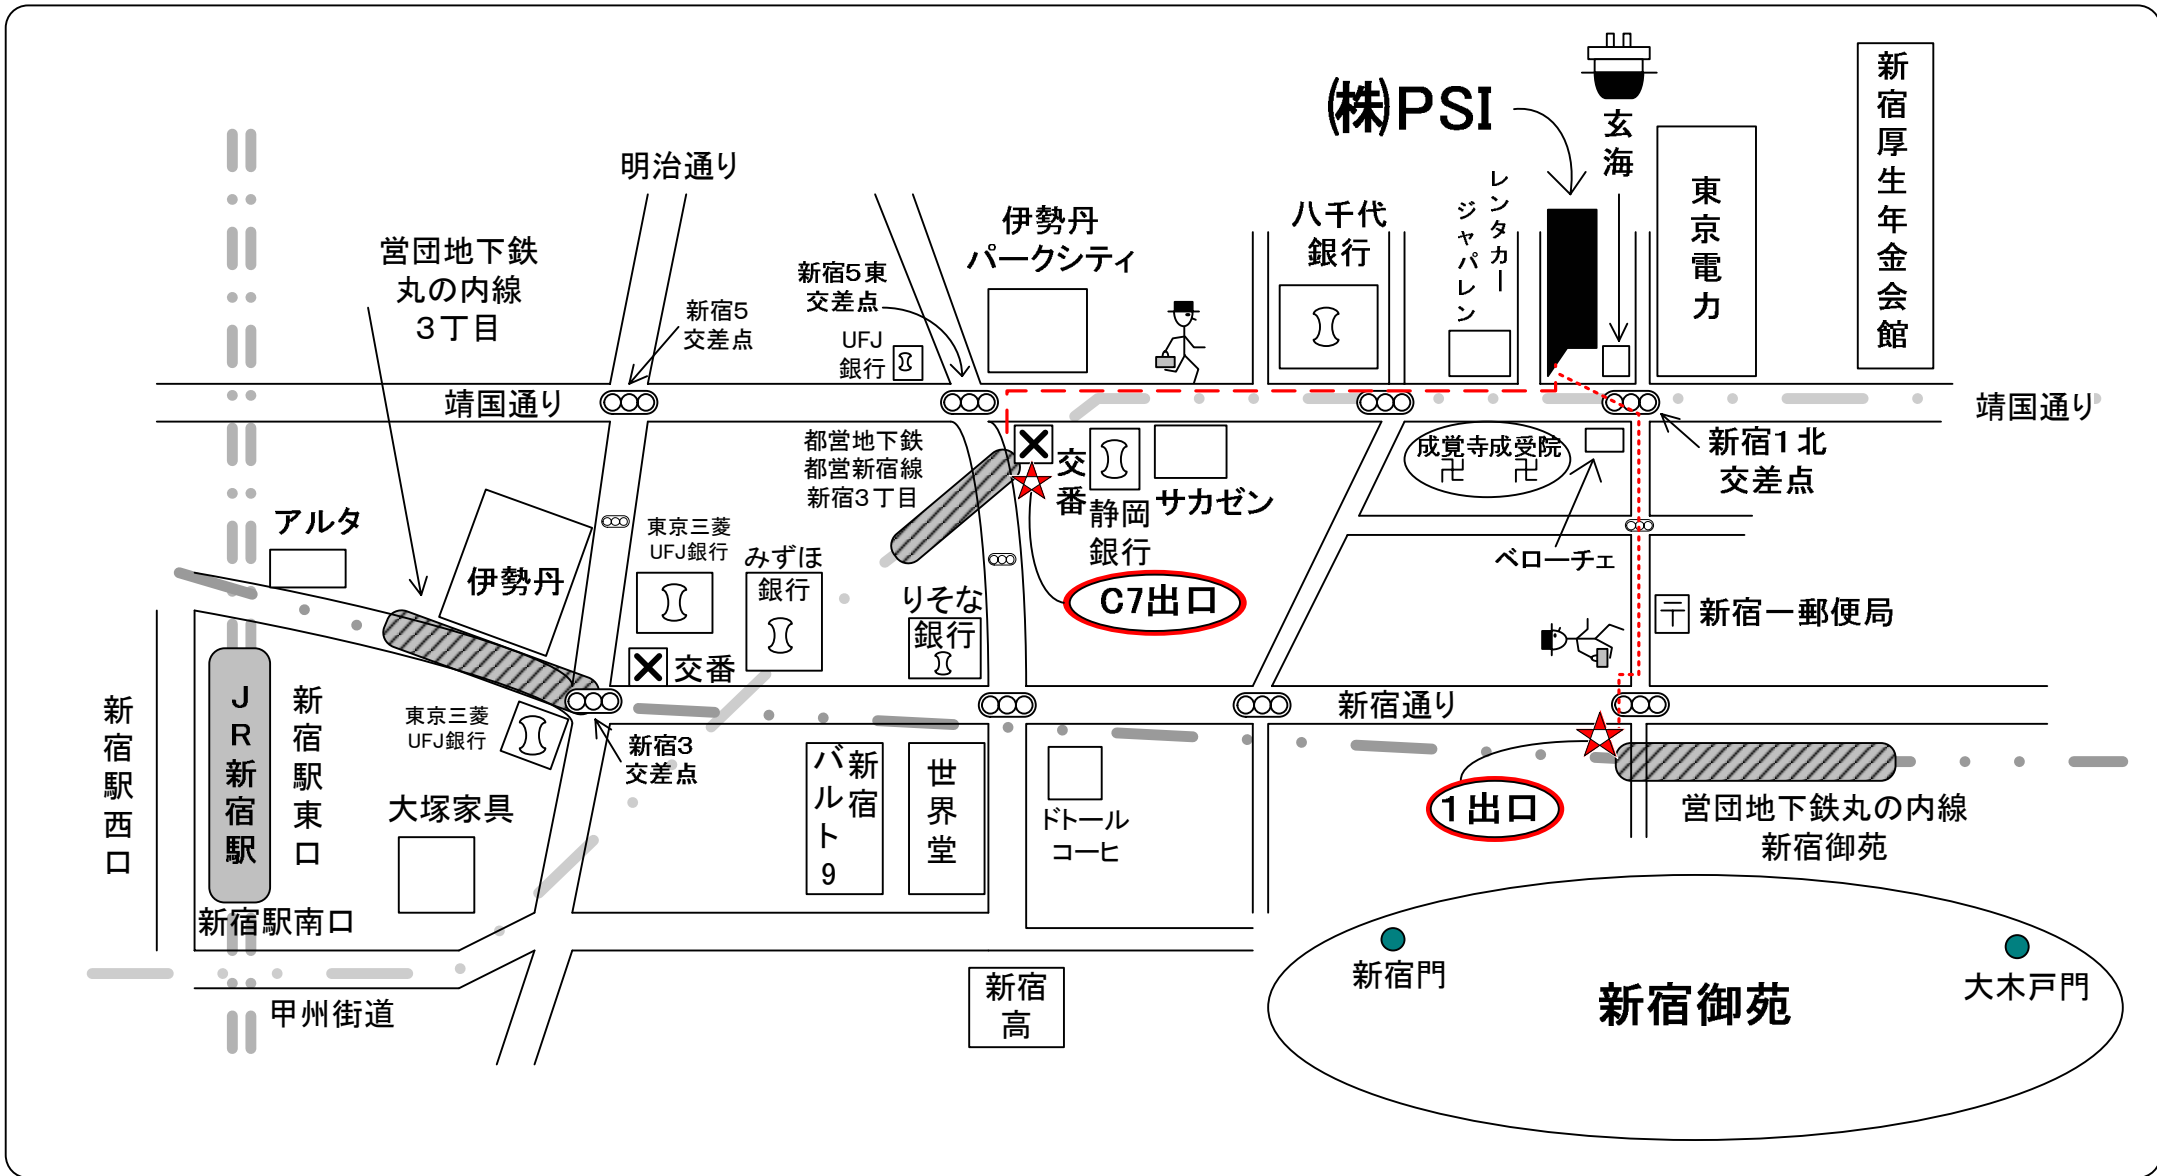 ㈱PSI
玄海
新宿厚生年金会館
東京電力
レンタカー
ジャパレン
八千代
銀行
伊勢丹
パークシティ
明治通り
営団地下鉄
丸の内線
3丁目
新宿5東
交差点
新宿5
交差点
UFJ
銀行
靖国通り
靖国通り
新宿1北
交差点
都営地下鉄
都営新宿線
新宿3丁目
交番
静岡
銀行
サカゼン
成覚寺成受院
卍 卍
ベローチェ
アルタ
伊勢丹
東京三菱
UFJ銀行
みずほ
銀行
りそな
銀行
C7出口
〒
新宿一郵便局
交番
新宿通り
東京三菱
UFJ銀行
新宿3
交差点
新宿駅西口
JR新宿駅
新宿駅東口
大塚家具
新宿
バルト9
世界堂
ドトール
コーヒ
1出口
営団地下鉄丸の内線
新宿御苑
新宿駅南口
甲州街道
新宿
高
新宿門
新宿御苑
大木戸門